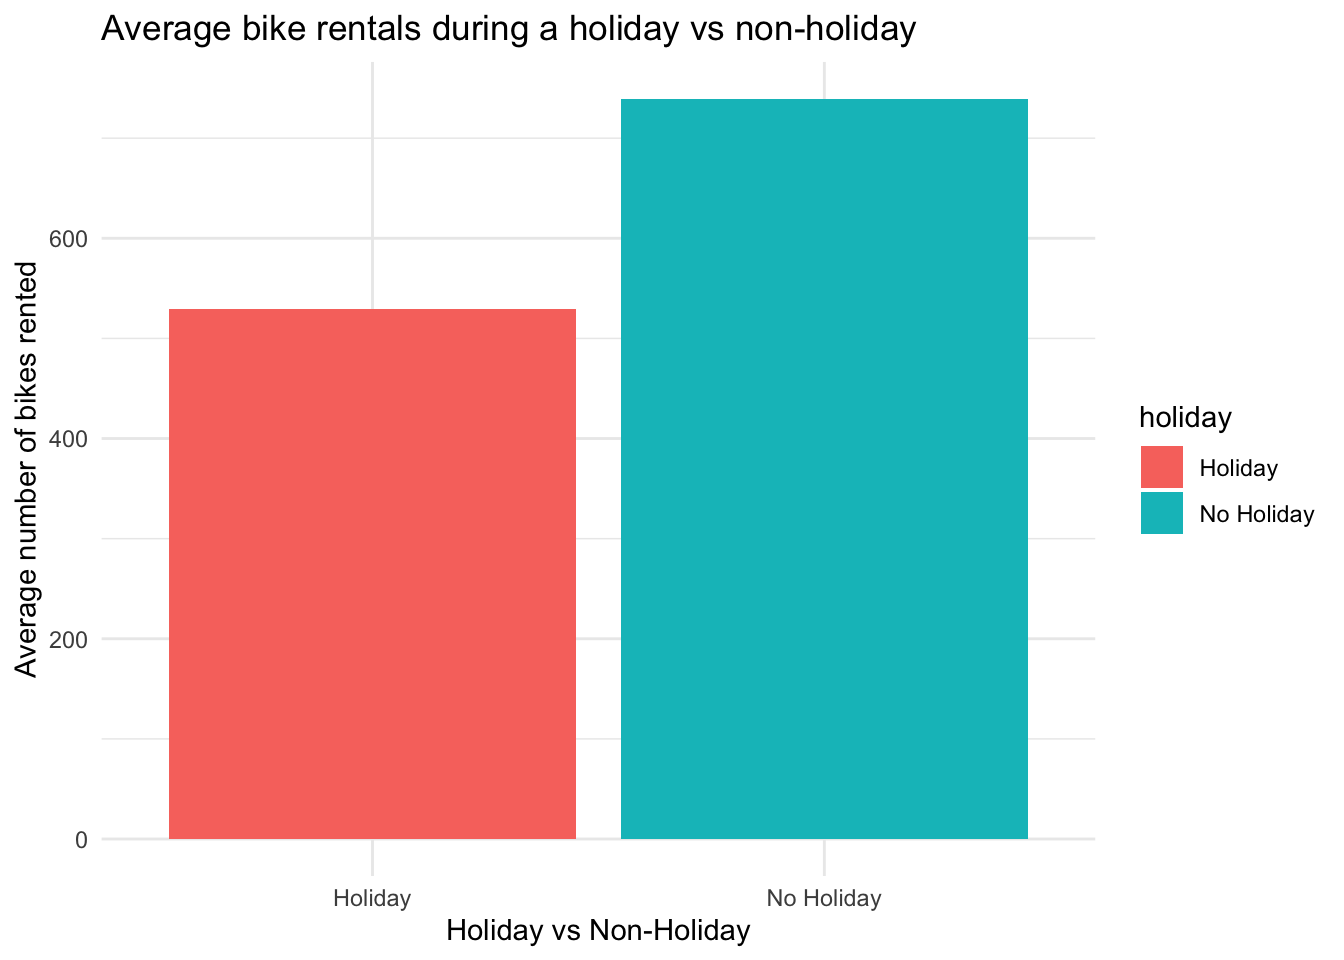 Average bike rentals during a holiday vs non-holiday
Average number of bikes rented
600
400
200
0
Holiday
No Holiday
Holiday vs Non-Holiday
holiday
Holiday
No Holiday